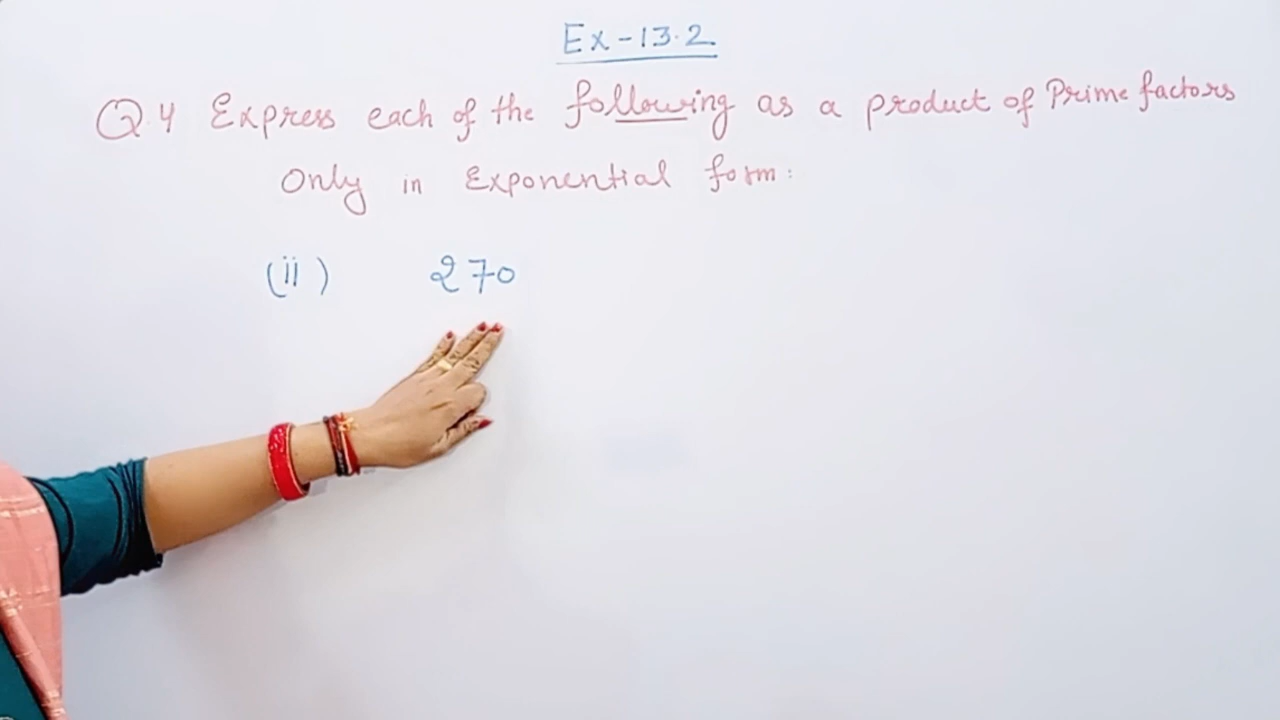 Ex-13.2
Q.4 Express each of the following as a product of Prime factors
Only in Exponential form:
(ii) 270